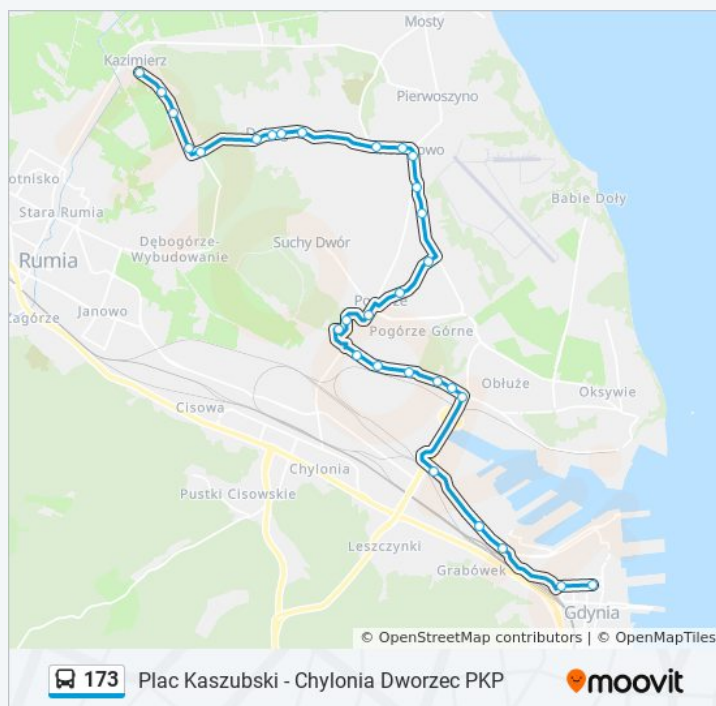 Mosty
Kazimierz
Pierwoszyno
Babie Doły
Stara Rumia
Dębogórze-
Wybudowanie
Suchy Dwór
Rumia
Janowo
Zagórze
Pogórze Górne
Obłuże
Oksywie
Cisowa
Chylonia
Pustki Cisowskie
Leszczynki
Grabówek
Gdynia
© OpenStreetMap contributors | © OpenMapTiles
173 Plac Kaszubski - Chylonia Dworzec PKP
moovit